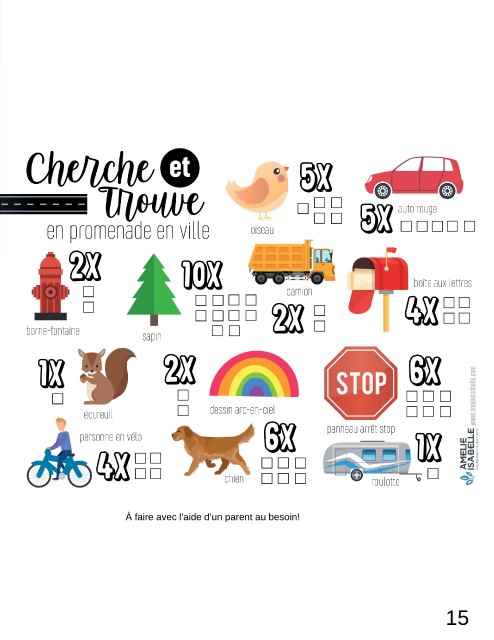 Cherche et
Trouve
en promenade en ville
5X
oiseau
5X
auto rouge
2X
borne-fontaine
10X
sapin
camion
2X
boîte aux lettres
4X
1X
écureuil
2X
dessin arc-en-ciel
STOP
6X
panneau arrêt stop
personne en vélo
4X
6X
chien
1X
roulotte
AMELIE
ISABELLE
www.amelieisabelle.com
À faire avec l'aide d'un parent au besoin!
15